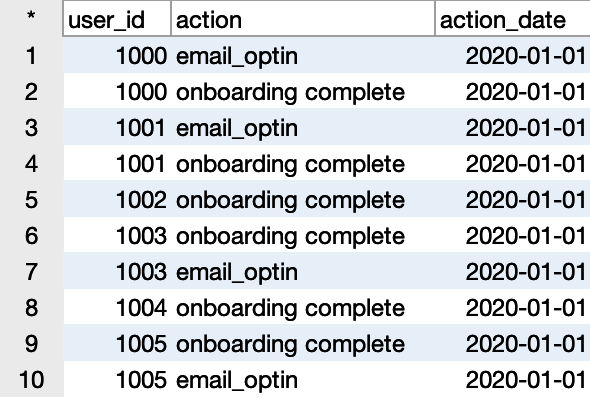 * user_id action action_date
1 1000 email_optin 2020-01-01
2 1000 onboarding complete 2020-01-01
3 1001 email_optin 2020-01-01
4 1001 onboarding complete 2020-01-01
5 1002 onboarding complete 2020-01-01
6 1003 onboarding complete 2020-01-01
7 1003 email_optin 2020-01-01
8 1004 onboarding complete 2020-01-01
9 1005 onboarding complete 2020-01-01
10 1005 email_optin 2020-01-01